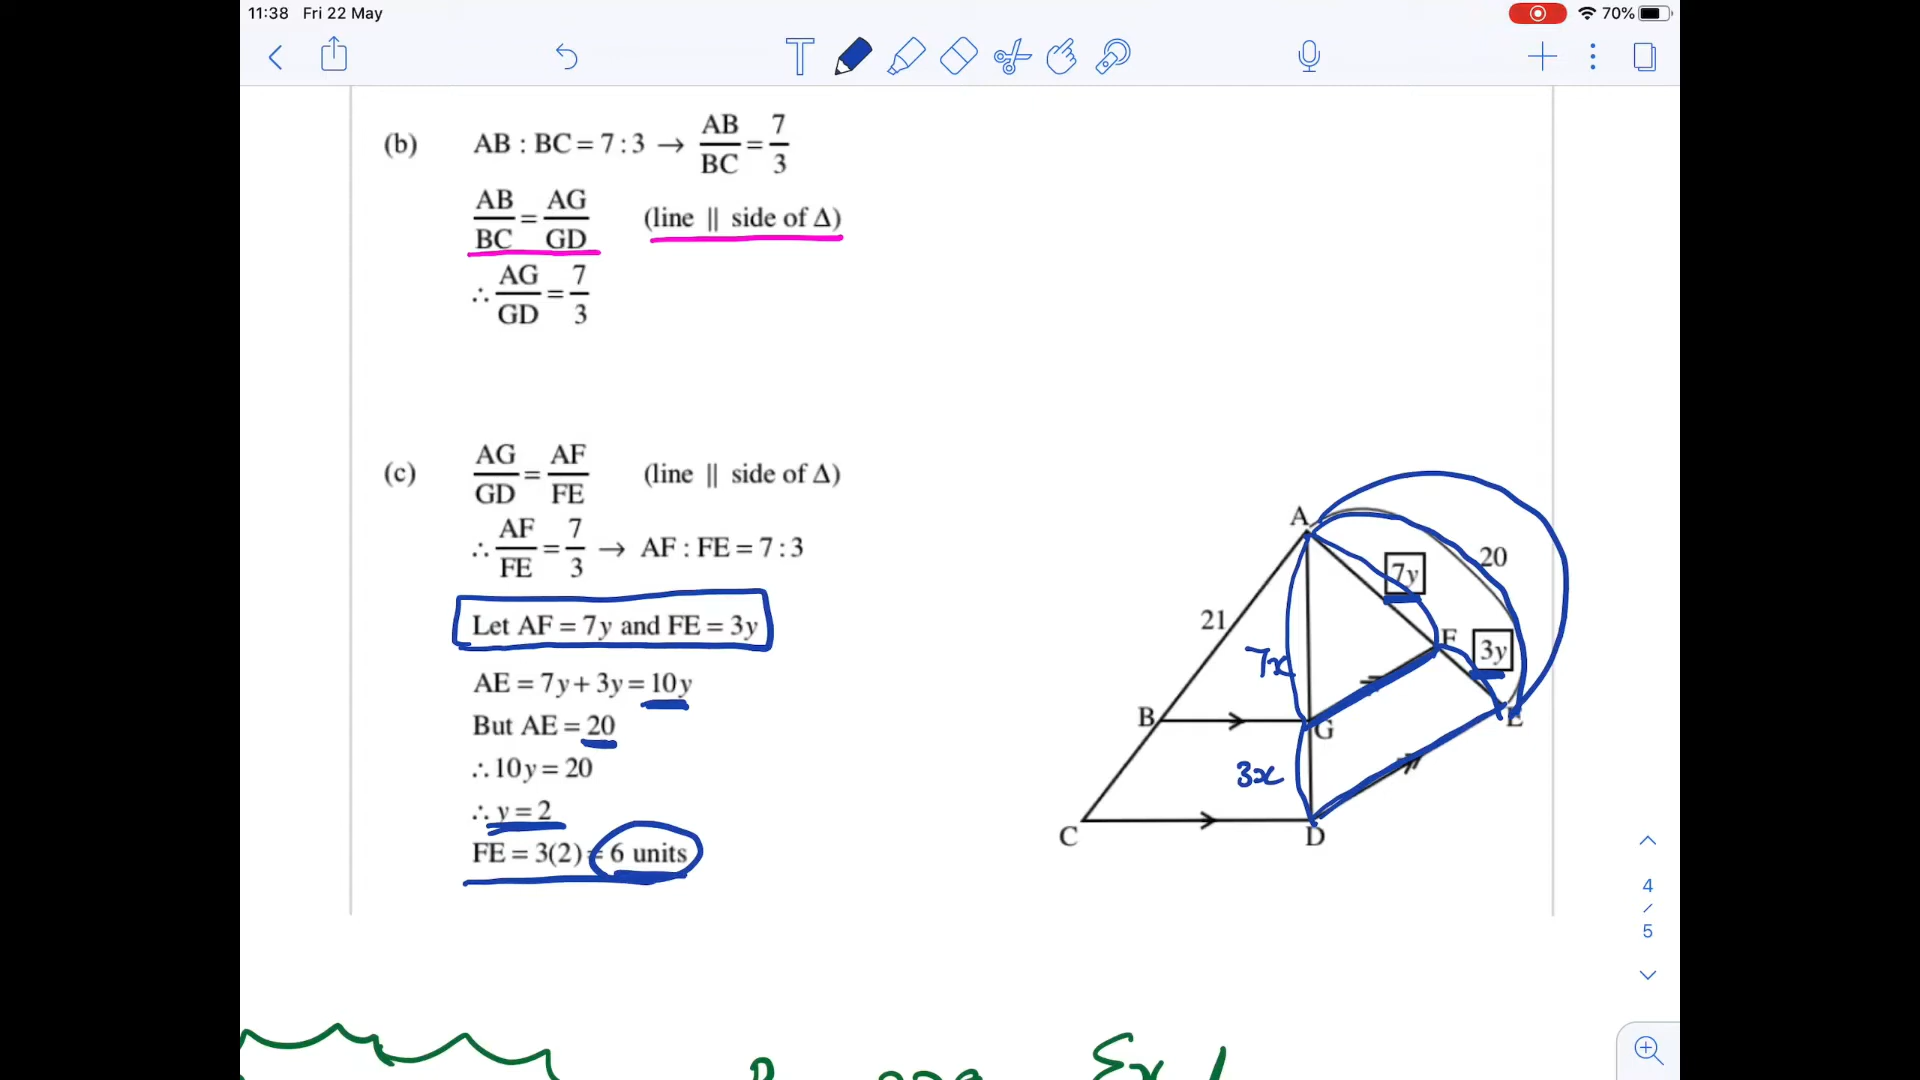 11:38 Fri 22 May
70%
(b) AB : BC = 7 : 3 → AB/BC = 7/3
AB/BC = AG/GD (line || side of Δ)
∴ AG/GD = 7/3
(c) AG/GD = AF/FE (line || side of Δ)
∴ AF/FE = 7/3 → AF : FE = 7 : 3
Let AF = 7y and FE = 3y
AE = 7y + 3y = 10y
But AE = 20
∴ 10y = 20
∴ y = 2
FE = 3(2) = 6 units
A
20
7y
21
F
3y
7x
B
G
E
3x
C
D
4
/
5
Ex 1